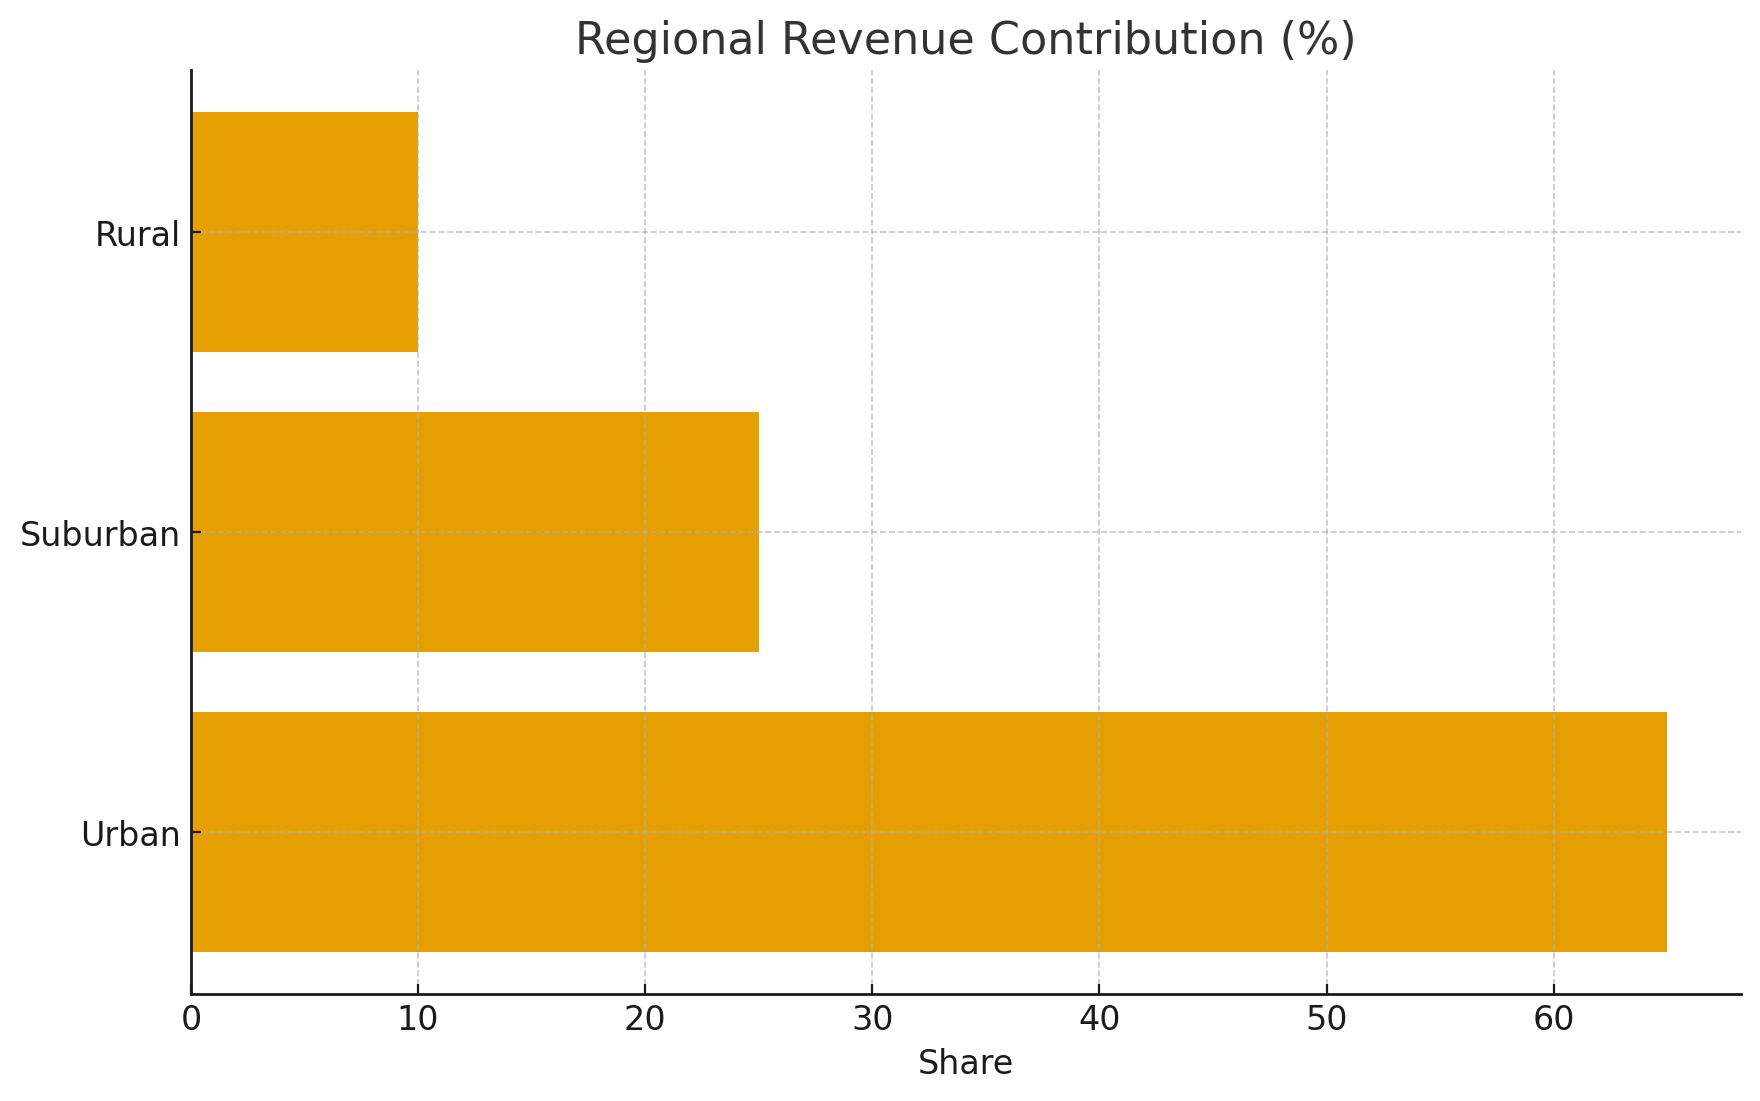 Regional Revenue Contribution (%)
Rural
Suburban
Urban
0 10 20 30 40 50 60
Share